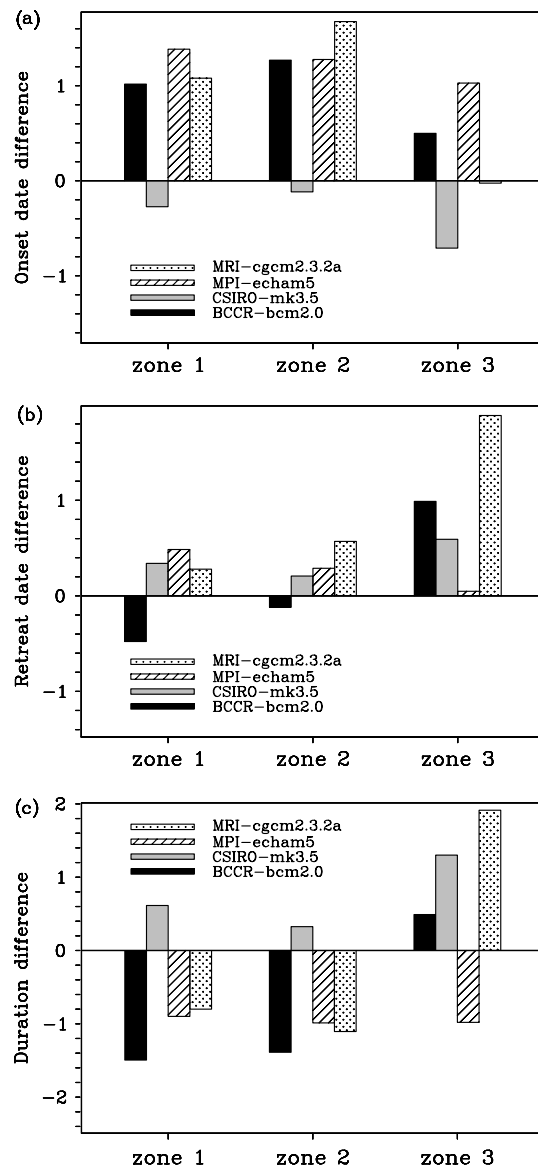 (a)
Onset date difference
1
0
-1
MRI-cgcm2.3.2a
MPI-echam5
CSIRO-mk3.5
BCCR-bcm2.0
zone 1 zone 2 zone 3
(b)
Retreat date difference
1
0
-1
MRI-cgcm2.3.2a
MPI-echam5
CSIRO-mk3.5
BCCR-bcm2.0
zone 1 zone 2 zone 3
(c)
Duration difference
2
1
0
-1
-2
MRI-cgcm2.3.2a
MPI-echam5
CSIRO-mk3.5
BCCR-bcm2.0
zone 1 zone 2 zone 3